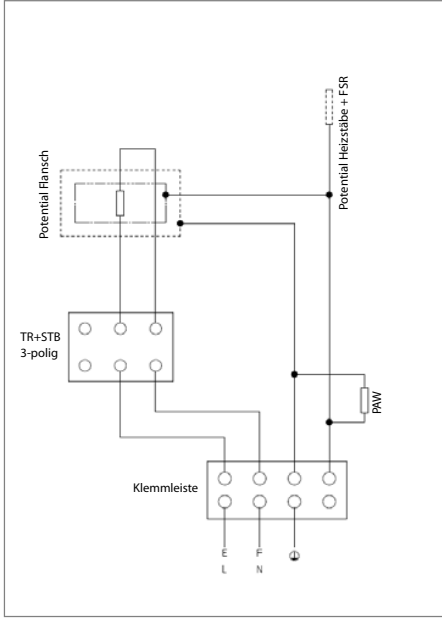 Potential Heizstäbe + FSR
Potential Flansch
TR+STB
3-polig
PAW
Klemmleiste
E F
L N